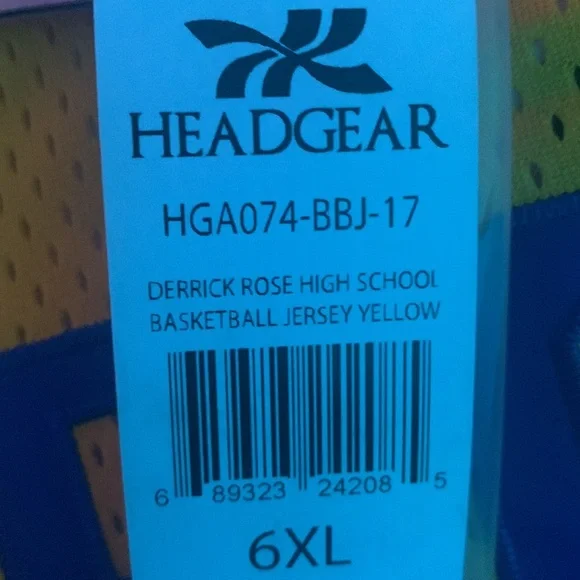 HEADGEAR
HGA074-BBJ-17
DERRICK ROSE HIGH SCHOOL
BASKETBALL JERSEY YELLOW
6 89323 24208 5
6XL